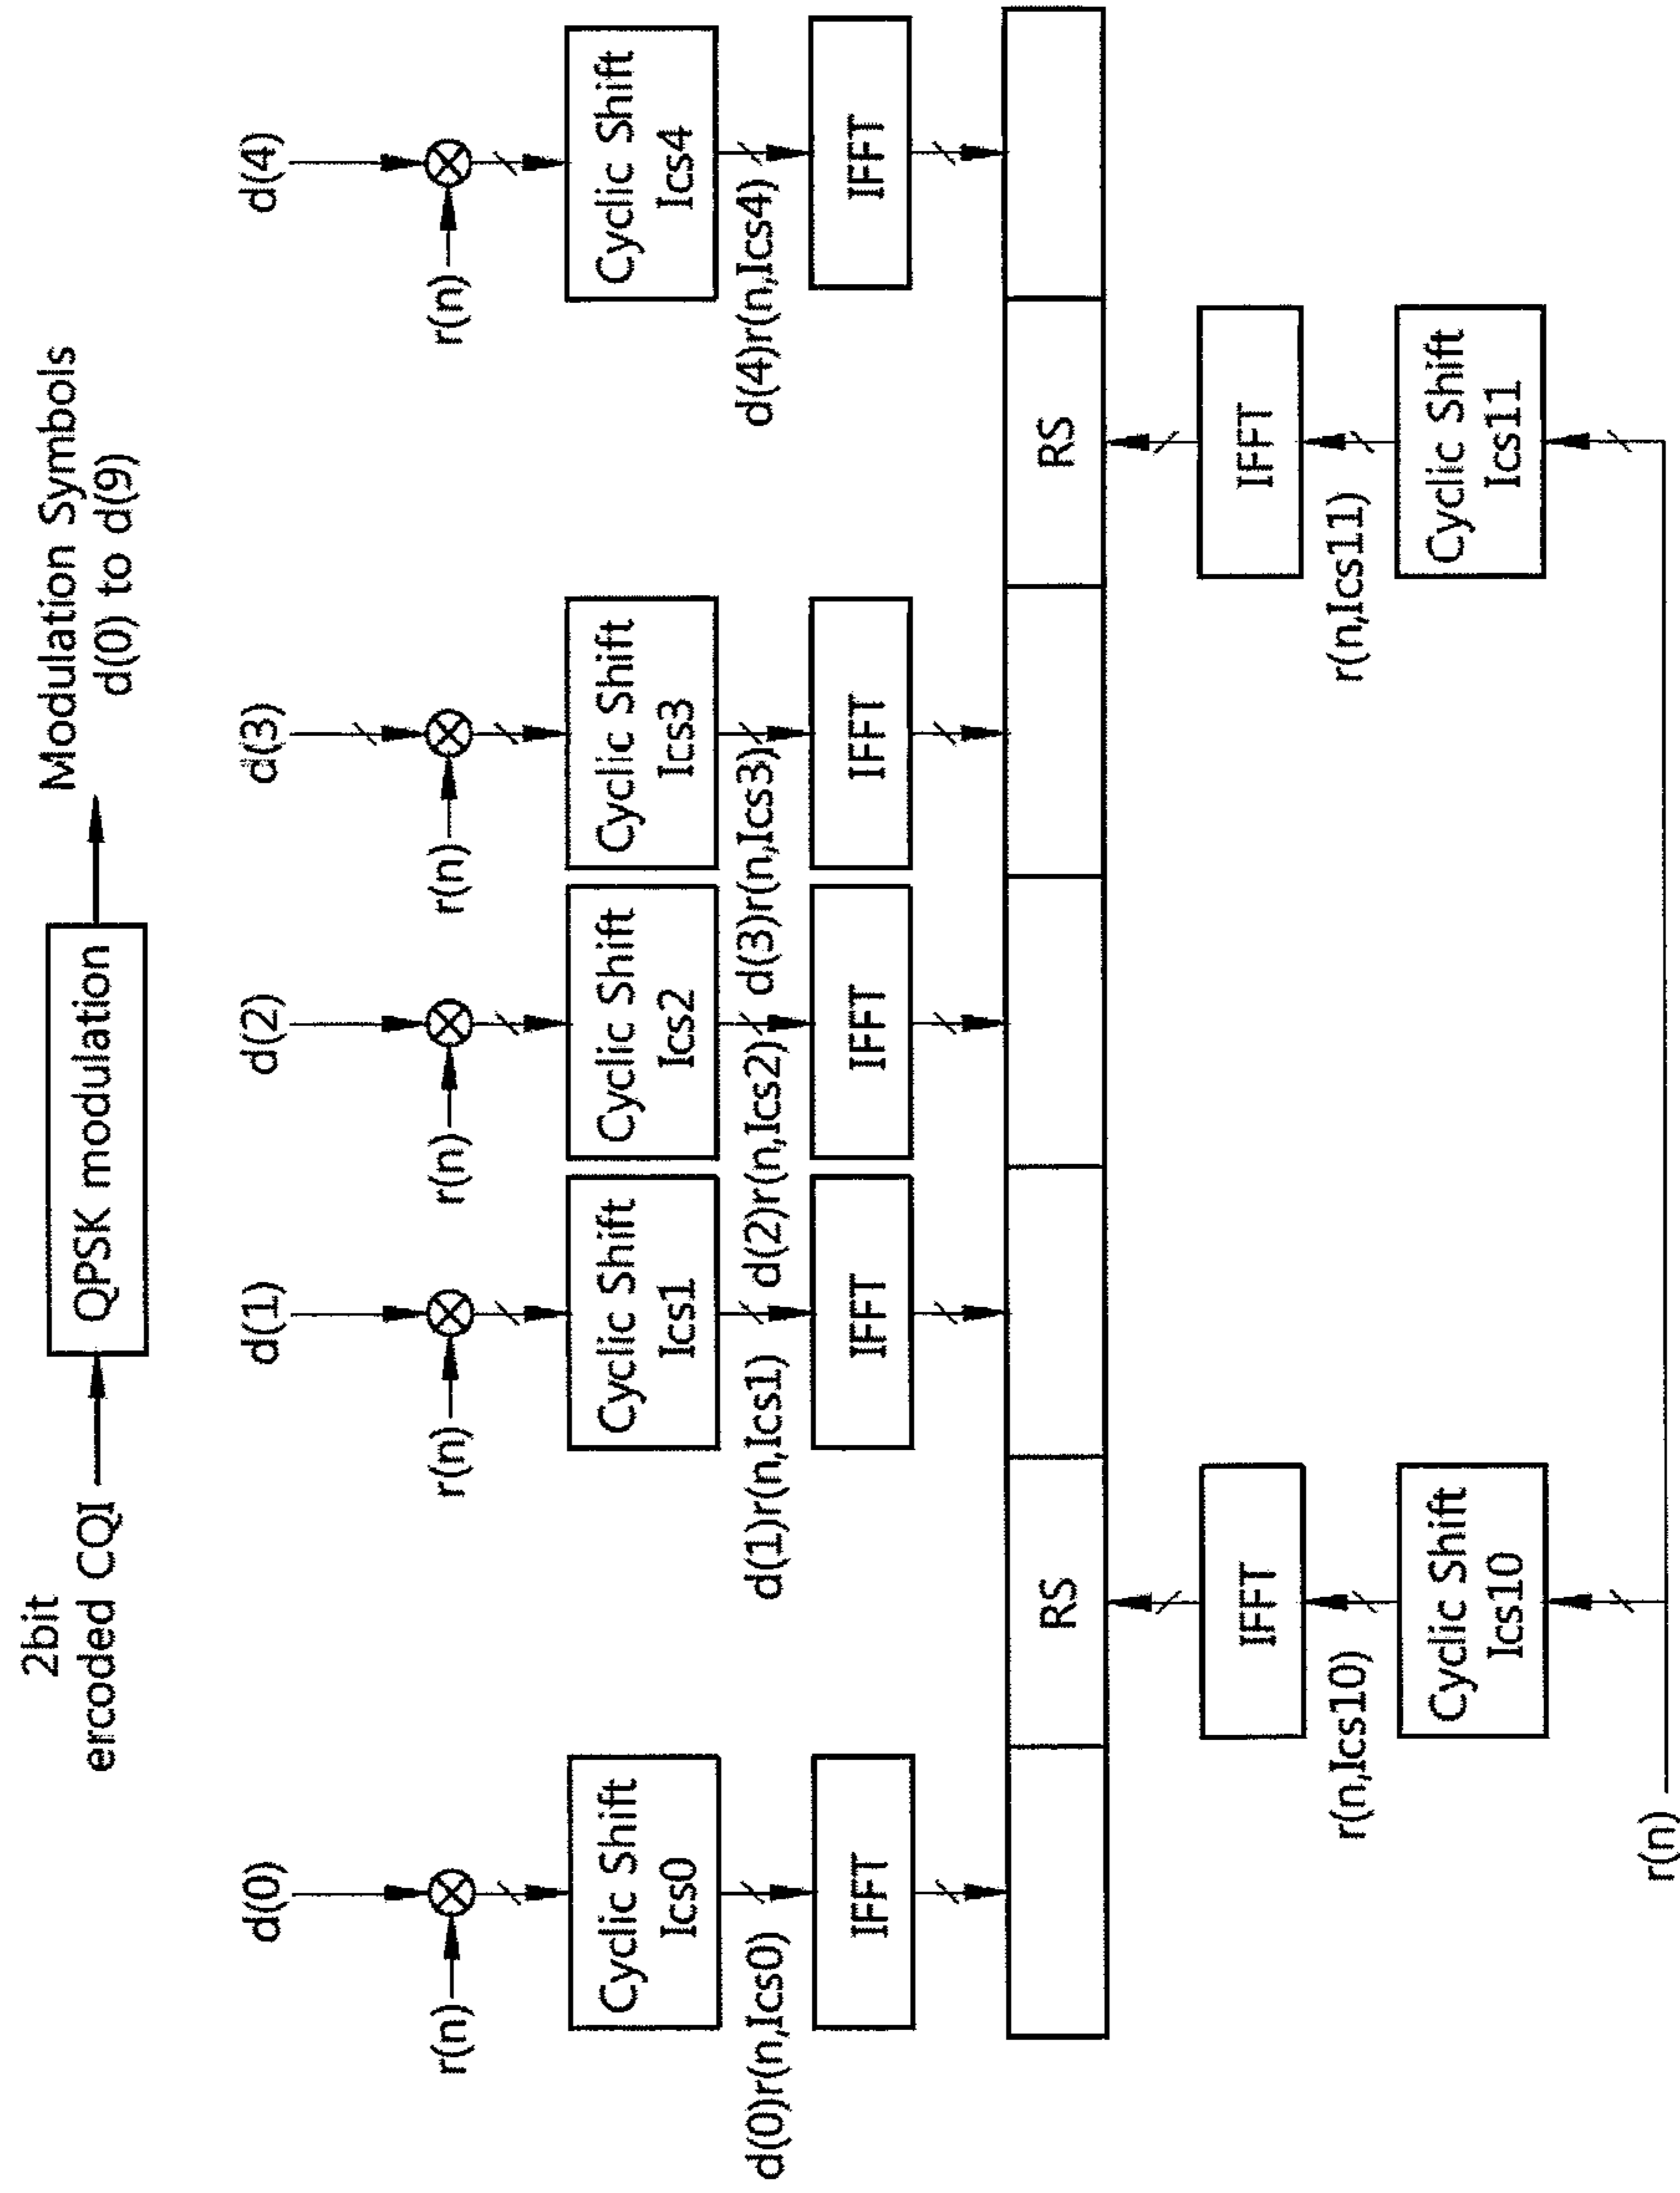 2bit
ercoded CQI
QPSK modulation
Modulation Symbols
d(0) to d(9)
d(0)
d(1)
d(2)
d(3)
d(4)
r(n)
r(n)
r(n)
r(n)
r(n)
Cyclic Shift
Ics0
Cyclic Shift
Ics1
Cyclic Shift
Ics2
Cyclic Shift
Ics3
Cyclic Shift
Ics4
d(0)r(n,Ics0)
d(1)r(n,Ics1)
d(2)r(n,Ics2)
d(3)r(n,Ics3)
d(4)r(n,Ics4)
IFFT
IFFT
IFFT
IFFT
IFFT
RS
RS
IFFT
IFFT
r(n,Ics10)
r(n,Ics11)
Cyclic Shift
Ics10
Cyclic Shift
Ics11
r(n)